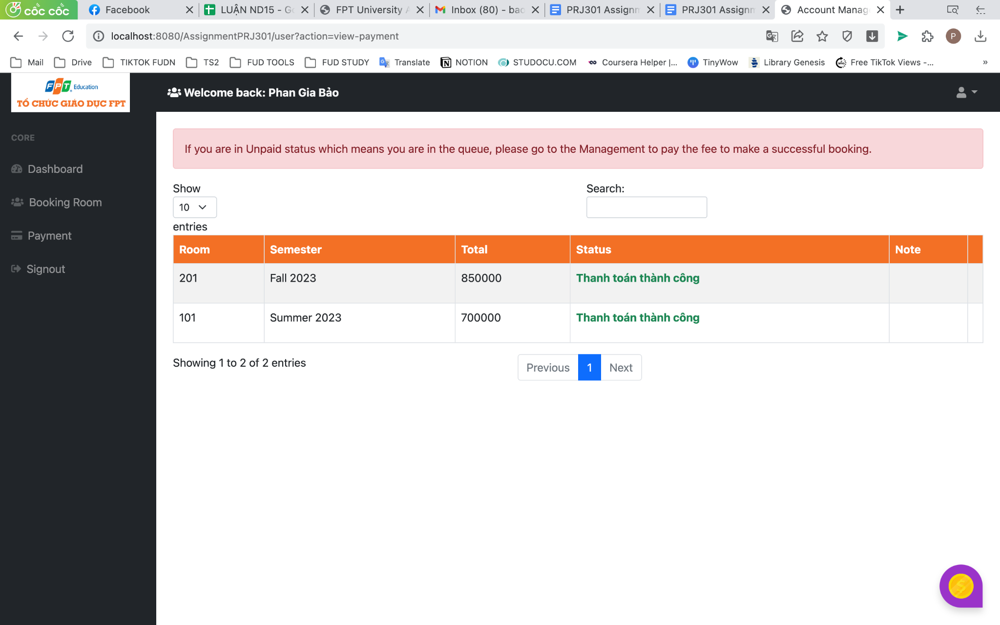 cốc cốc
Facebook
LUẬN ND15 - Go
FPT University A
Inbox (80) - bao
PRJ301 Assignm
PRJ301 Assignm
Account Manag
localhost:8080/AssignmentPRJ301/user?action=view-payment
P
Mail
Drive
TIKTOK FUDN
TS2
FUD TOOLS
FUD STUDY
Translate
NOTION
STUDOCU.COM
Coursera Helper |...
TinyWow
Library Genesis
Free TikTok Views -...
»
FPT Education
TỔ CHỨC GIÁO DỤC FPT
Welcome back: Phan Gia Bảo
CORE
Dashboard
Booking Room
Payment
Signout
If you are in Unpaid status which means you are in the queue, please go to the Management to pay the fee to make a successful booking.
Show
10
entries
Search:
Room Semester Total Status Note
201 Fall 2023 850000 Thanh toán thành công
101 Summer 2023 700000 Thanh toán thành công
Showing 1 to 2 of 2 entries
Previous 1 Next